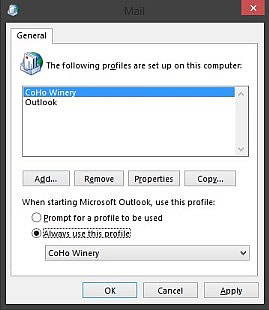 Mail
General
The following profiles are set up on this computer:
CoHo Winery
Outlook
Add...
Remove
Properties
Copy...
When starting Microsoft Outlook, use this profile:
Prompt for a profile to be used
Always use this profile
CoHo Winery
OK
Cancel
Apply